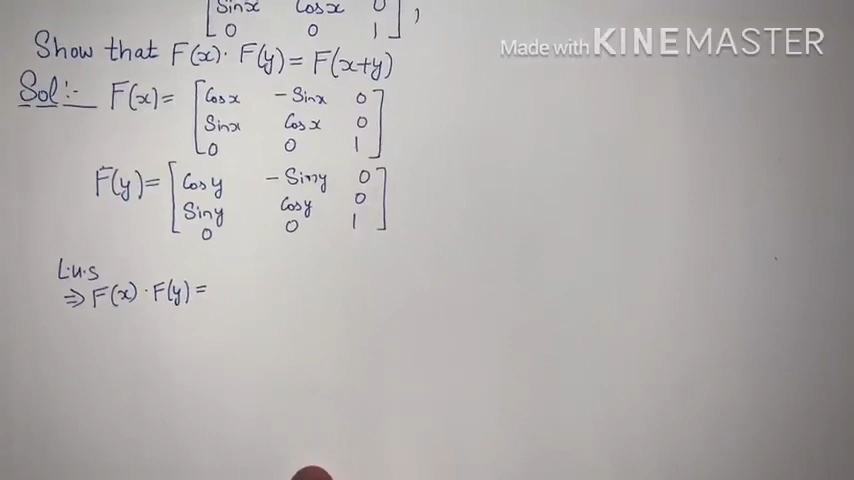 Sinx Cosx 0
0 0 1 ,
Show that F(x)· F(y)= F(x+y)
Made with KINEMASTER
Sol:- F(x)= Cosx -Sinx 0
Sinx Cosx 0
0 0 1
F(y)= Cosy -Siny 0
Siny Cosy 0
0 0 1
L.H.S
⇒ F(x)·F(y)=